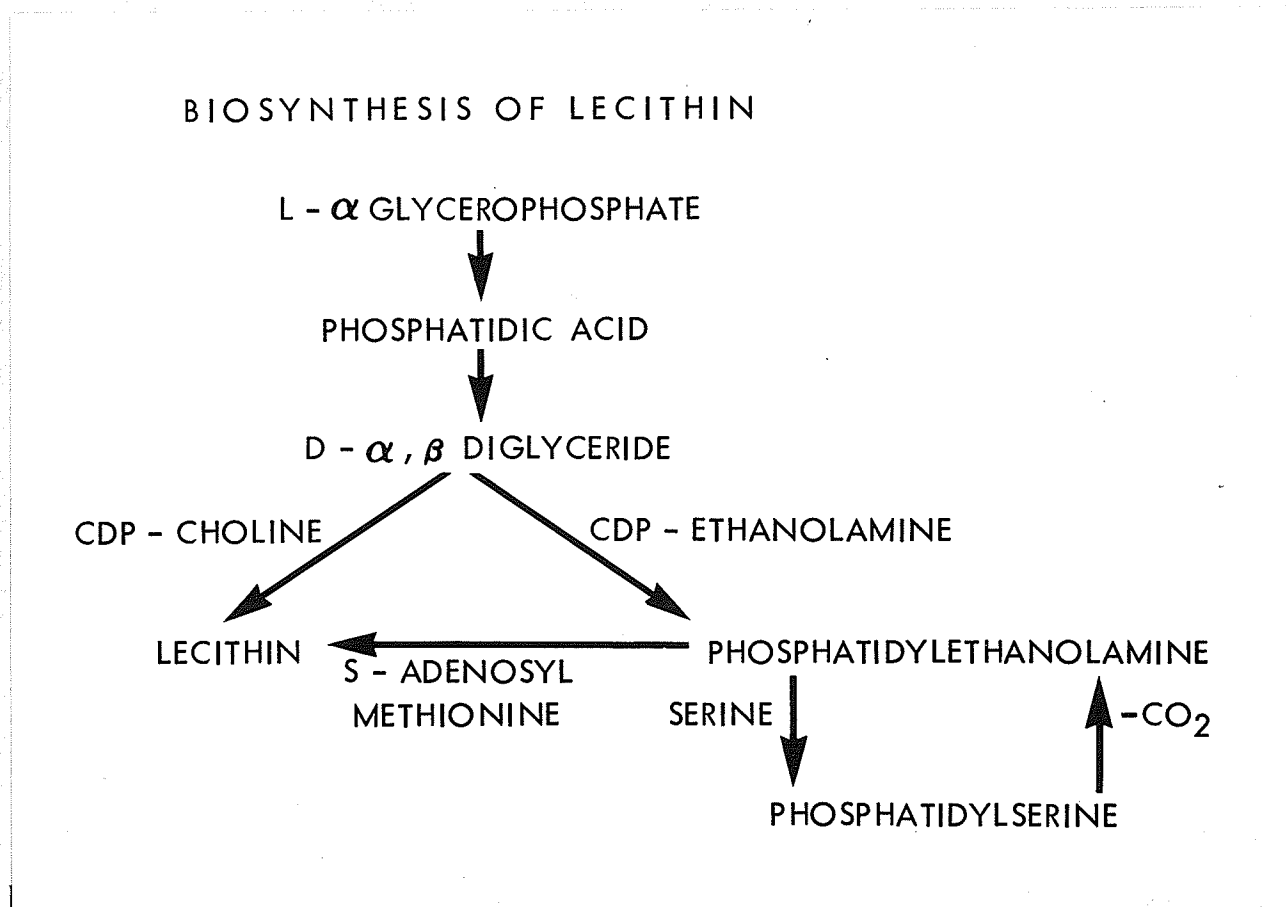 BIOSYNTHESIS OF LECITHIN
L - α GLYCEROPHOSPHATE
PHOSPHATIDIC ACID
D - α, β DIGLYCERIDE
CDP - CHOLINE
CDP - ETHANOLAMINE
LECITHIN
S - ADENOSYL
METHIONINE
PHOSPHATIDYLETHANOLAMINE
SERINE
-CO2
PHOSPHATIDYLSERINE